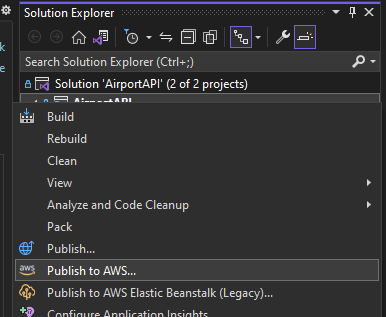 Solution Explorer
Search Solution Explorer (Ctrl+;)
Solution 'AirportAPI' (2 of 2 projects)
AirportAPI
Build
Rebuild
Clean
View
Analyze and Code Cleanup
Pack
Publish...
aws Publish to AWS...
Publish to AWS Elastic Beanstalk (Legacy)...
Configure Application Insights